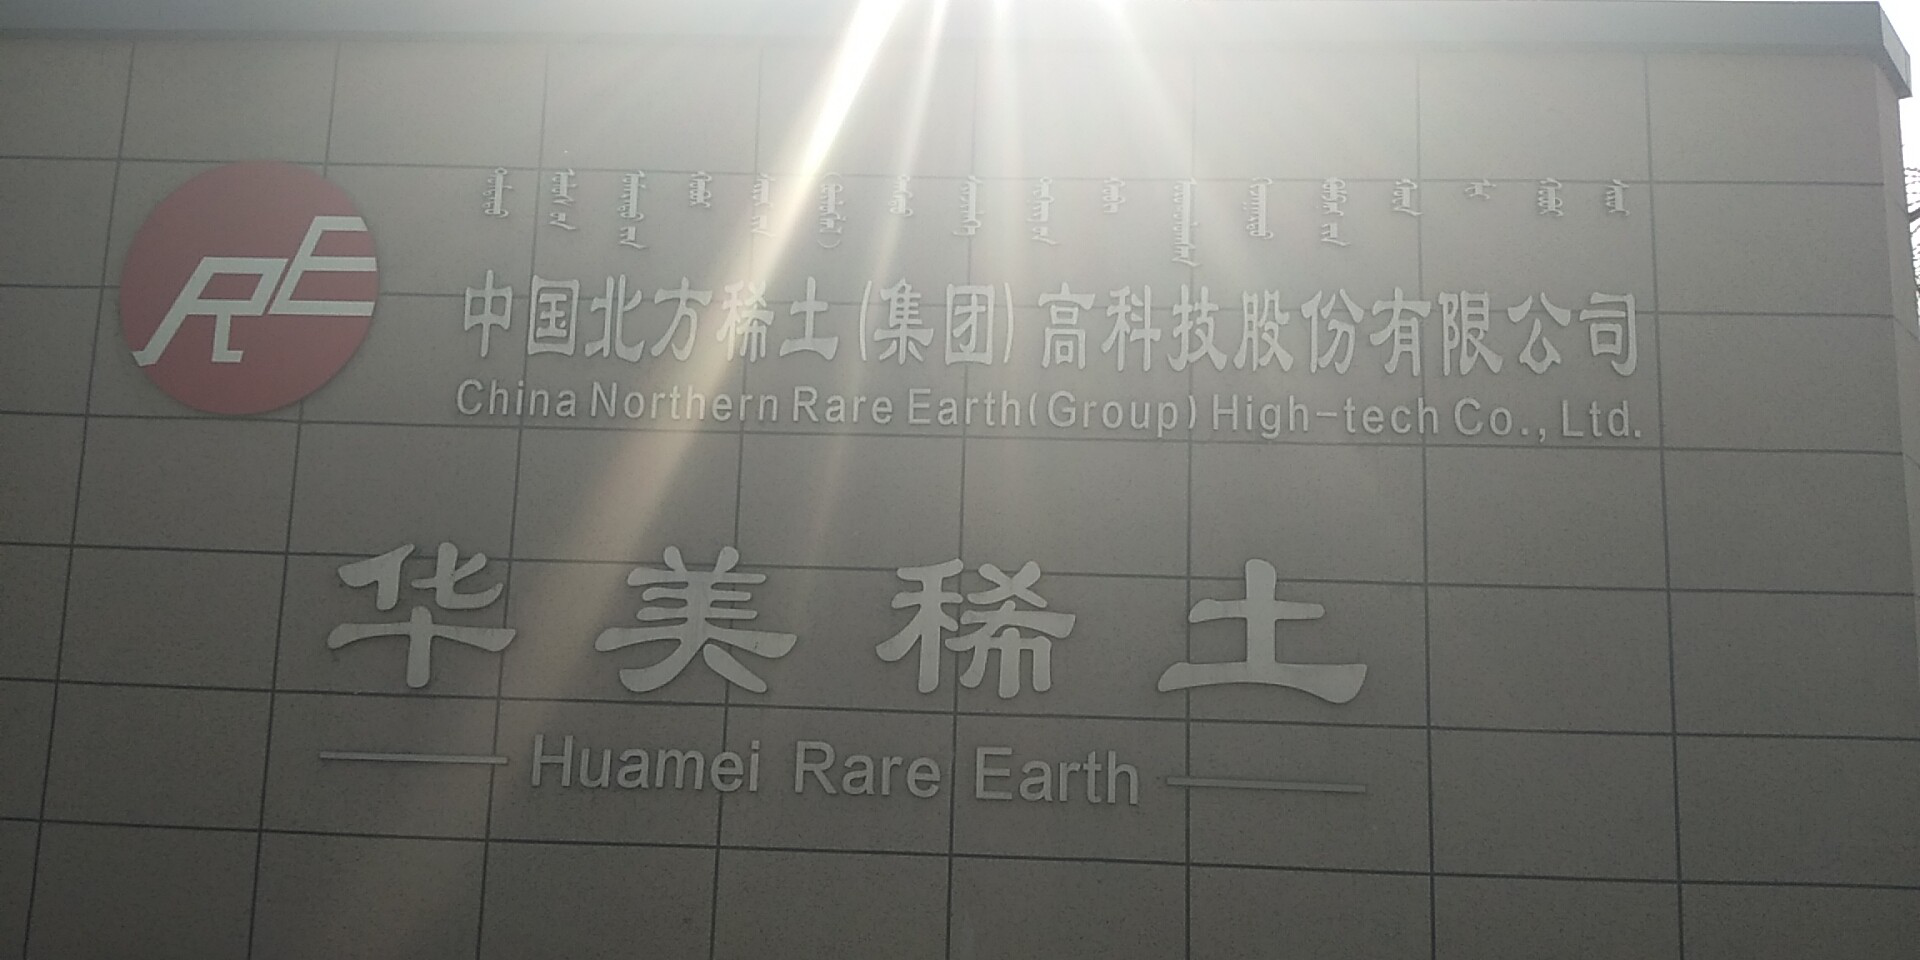 RE
中国北方稀土(集团)高科技股份有限公司
China Northern Rare Earth(Group)High-tech Co.,Ltd.
华美稀土
Huamei Rare Earth